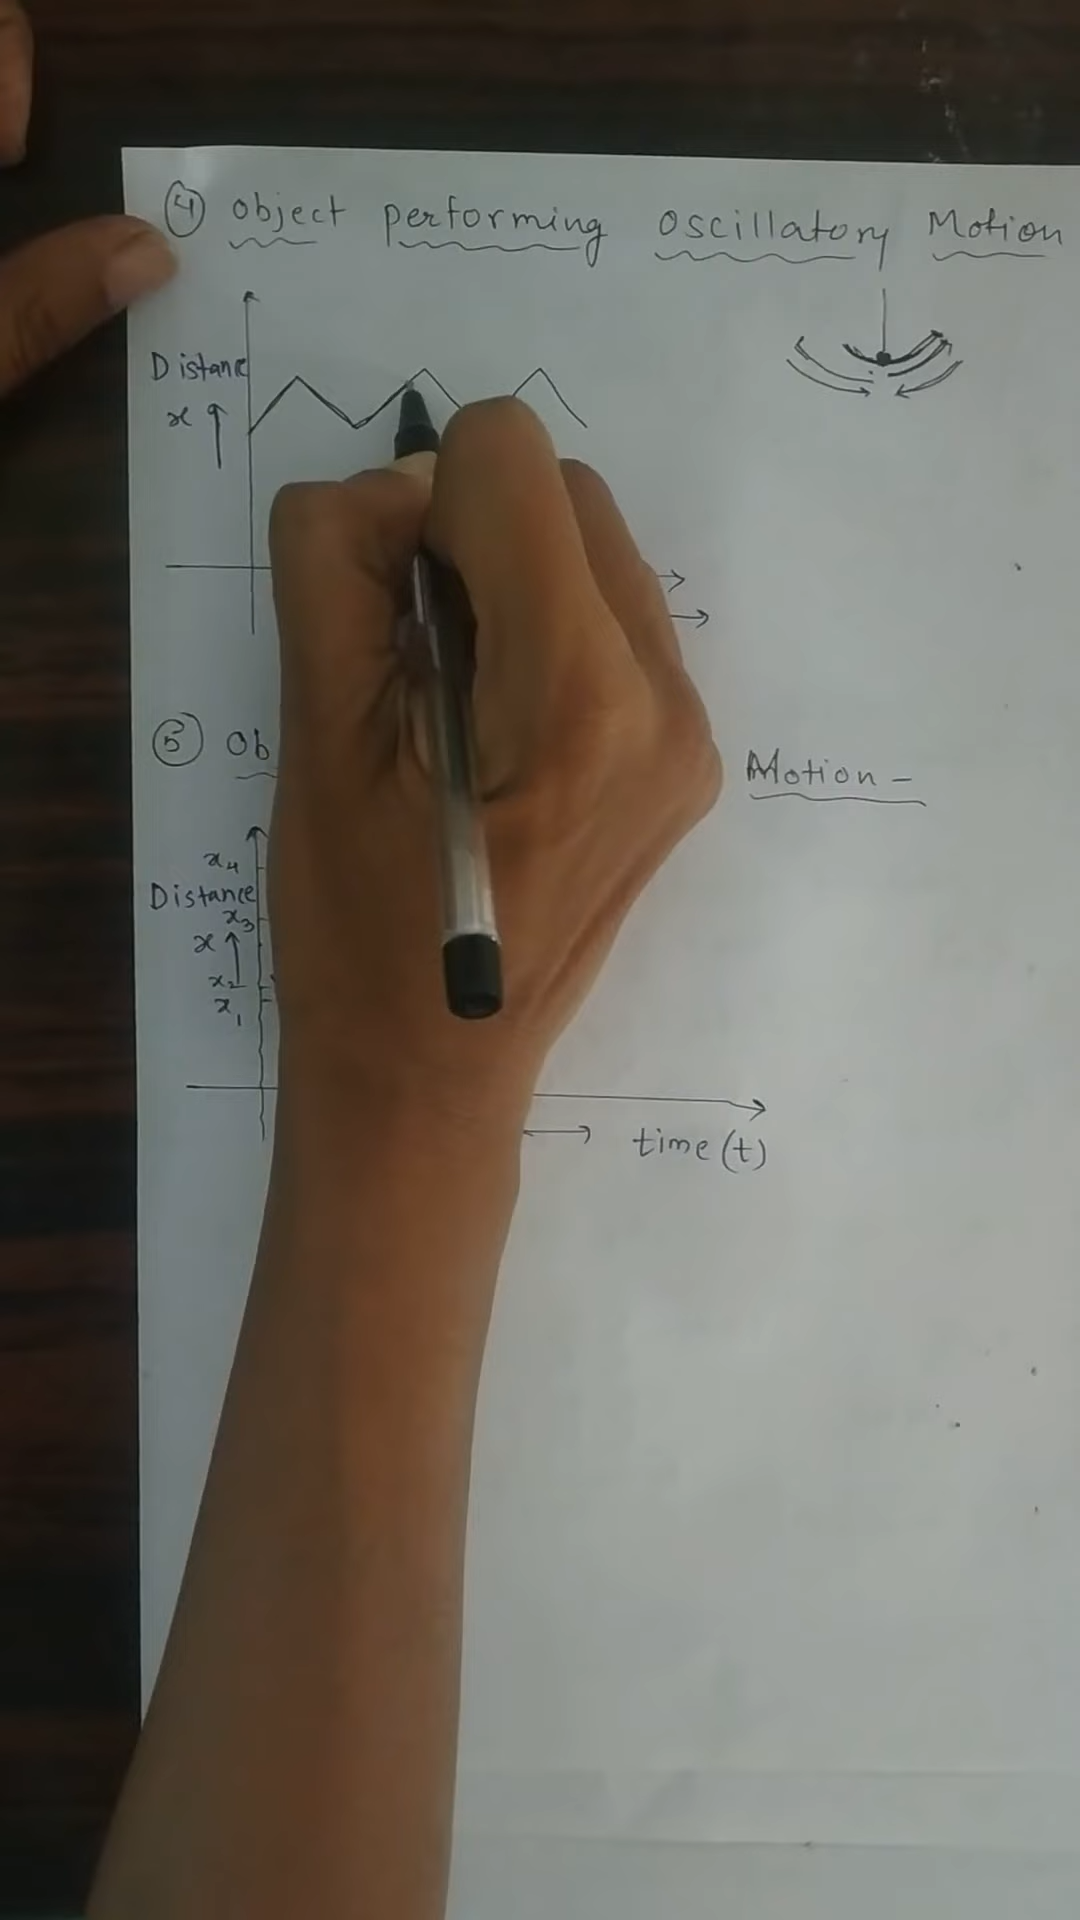 ④ Object performing Oscillatory Motion
Distance
x
⑤ Ob Motion -
x4
Distance
x3
x
x2
x1
time (t)